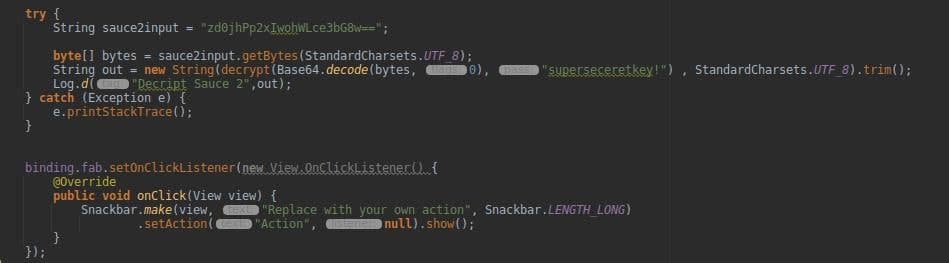 try {
String sauce2input = "zd0jhPp2xIwohWLce3bG8w==";
byte[] bytes = sauce2input.getBytes(StandardCharsets.UTF_8);
String out = new String(decrypt(Base64.decode(bytes, flags: 0), pass: "superseceretkey!") , StandardCharsets.UTF_8).trim();
Log.d( tag: "Decript Sauce 2",out);
} catch (Exception e) {
e.printStackTrace();
}
binding.fab.setOnClickListener(new View.OnClickListener() {
@Override
public void onClick(View view) {
Snackbar.make(view, text: "Replace with your own action", Snackbar.LENGTH_LONG)
.setAction( text: "Action", listener: null).show();
}
});